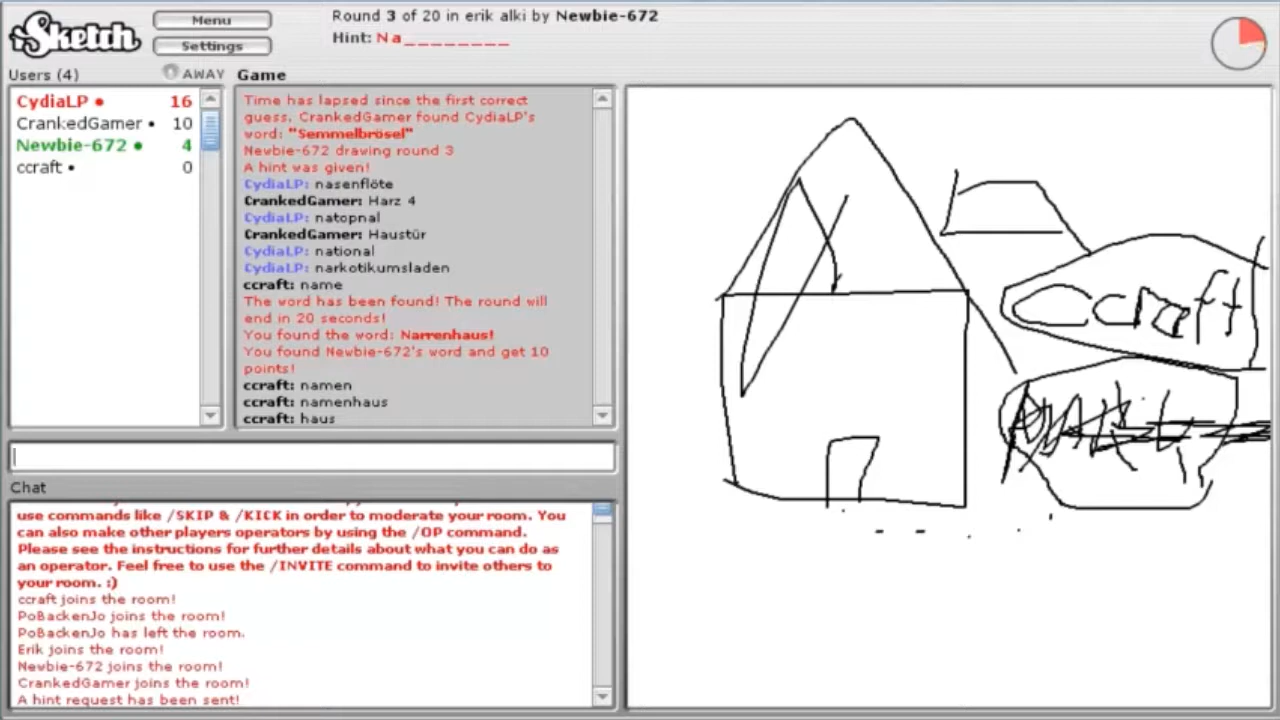 iSketch
Menu
Settings
Round 3 of 20 in erik alki by Newbie-672
Hint: Na________
Users (4)
AWAY
Game
CydiaLP • 16
CrankedGamer • 10
Newbie-672 • 4
ccraft • 0
Time has lapsed since the first correct
guess. CrankedGamer found CydiaLP's
word: "Semmelbrösel"
Newbie-672 drawing round 3
A hint was given!
CydiaLP: nasenflöte
CrankedGamer: Harz 4
CydiaLP: natopnal
CrankedGamer: Haustür
CydiaLP: national
CydiaLP: narkotikumsladen
ccraft: name
The word has been found! The round will
end in 20 seconds!
You found the word: Narrenhaus!
You found Newbie-672's word and get 10
points!
ccraft: namen
ccraft: namenhaus
ccraft: haus
Ccraft
Chat
use commands like /SKIP & /KICK in order to moderate your room. You
can also make other players operators by using the /OP command.
Please see the instructions for further details about what you can do as
an operator. Feel free to use the /INVITE command to invite others to
your room. :)
ccraft joins the room!
PoBackenJo joins the room!
PoBackenJo has left the room.
Erik joins the room!
Newbie-672 joins the room!
CrankedGamer joins the room!
A hint request has been sent!